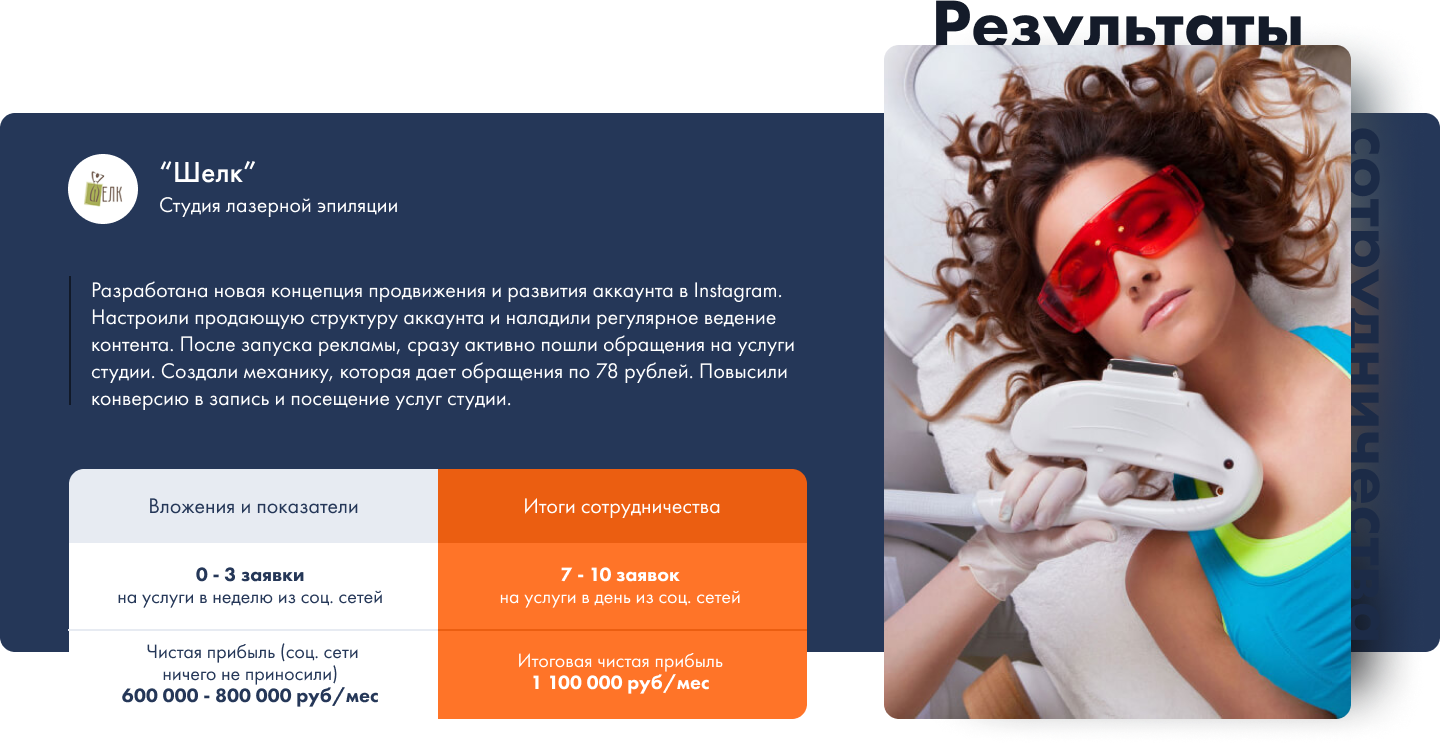 Результаты
сотрудничества
ШЕЛК
“Шелк”
Студия лазерной эпиляции
Разработана новая концепция продвижения и развития аккаунта в Instagram.
Настроили продающую структуру аккаунта и наладили регулярное ведение
контента. После запуска рекламы, сразу активно пошли обращения на услуги
студии. Создали механику, которая дает обращения по 78 рублей. Повысили
конверсию в запись и посещение услуг студии.
Вложения и показатели
Итоги сотрудничества
0 - 3 заявки
на услуги в неделю из соц. сетей
7 - 10 заявок
на услуги в день из соц. сетей
Чистая прибыль (соц. сети
ничего не приносили)
600 000 - 800 000 руб/мес
Итоговая чистая прибыль
1 100 000 руб/мес